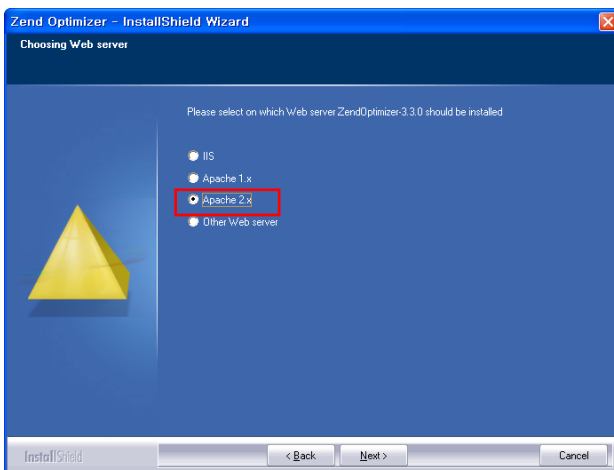 Zend Optimizer - InstallShield Wizard
Choosing Web server
Please select on which Web server ZendOptimizer-3.3.0 should be installed
IIS
Apache 1.x
Apache 2.x
Other Web server
InstallShield
< Back
Next >
Cancel